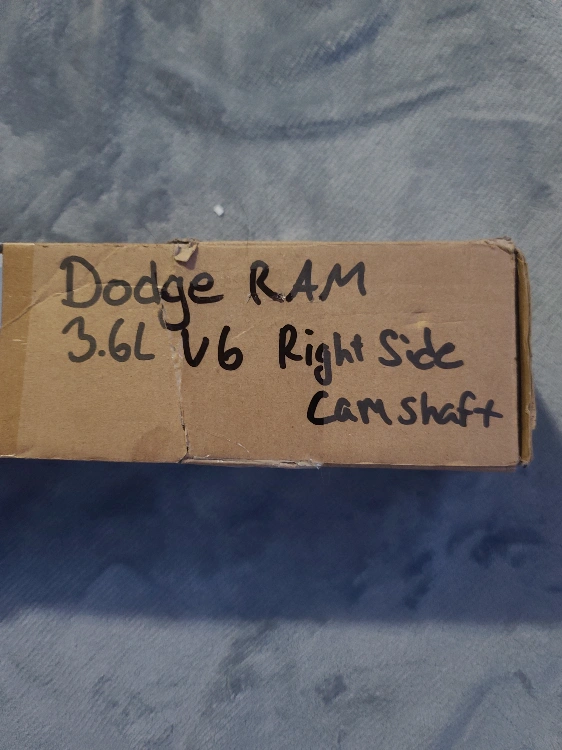 Dodge RAM
3.6L V6 Right Side
Camshaft